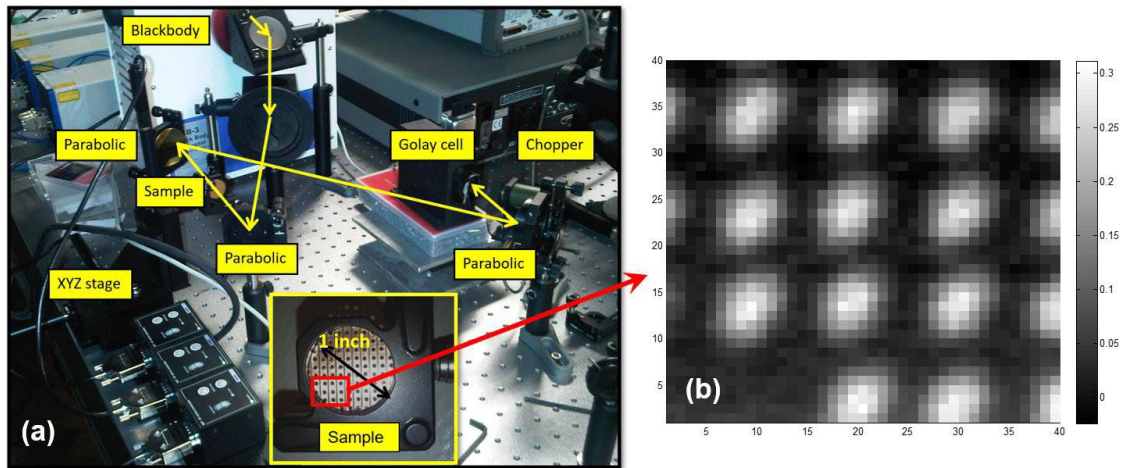 Blackbody
Parabolic
Golay cell
Chopper
Sample
Parabolic
Parabolic
XYZ stage
1 inch
Sample
(a)
40
35
30
25
20
15
10
5
5
10
15
20
25
30
35
40
(b)
0.3
0.25
0.2
0.15
0.1
0.05
0